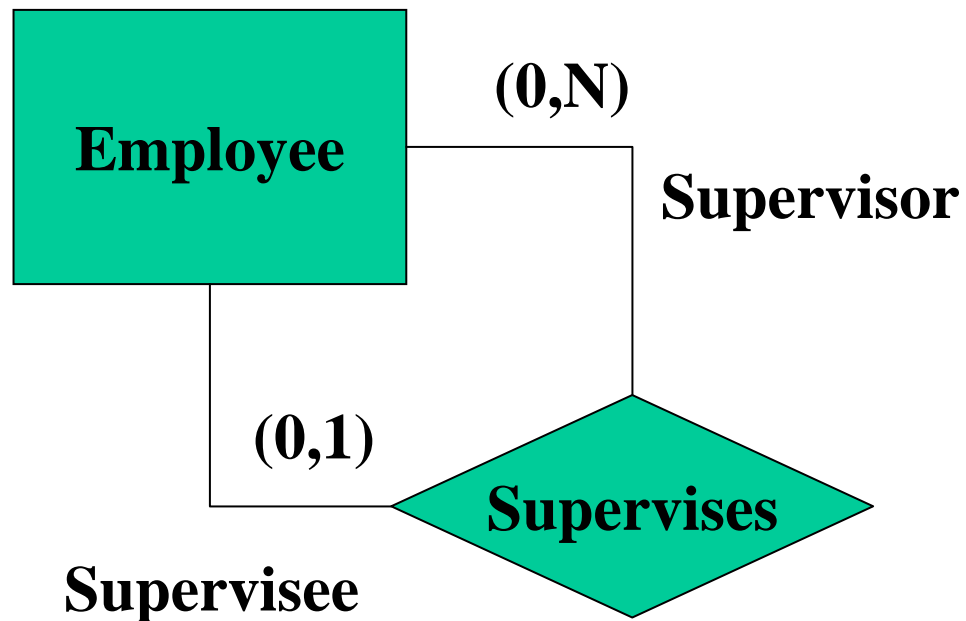 (0,N)
Employee
Supervisor
(0,1)
Supervises
Supervisee